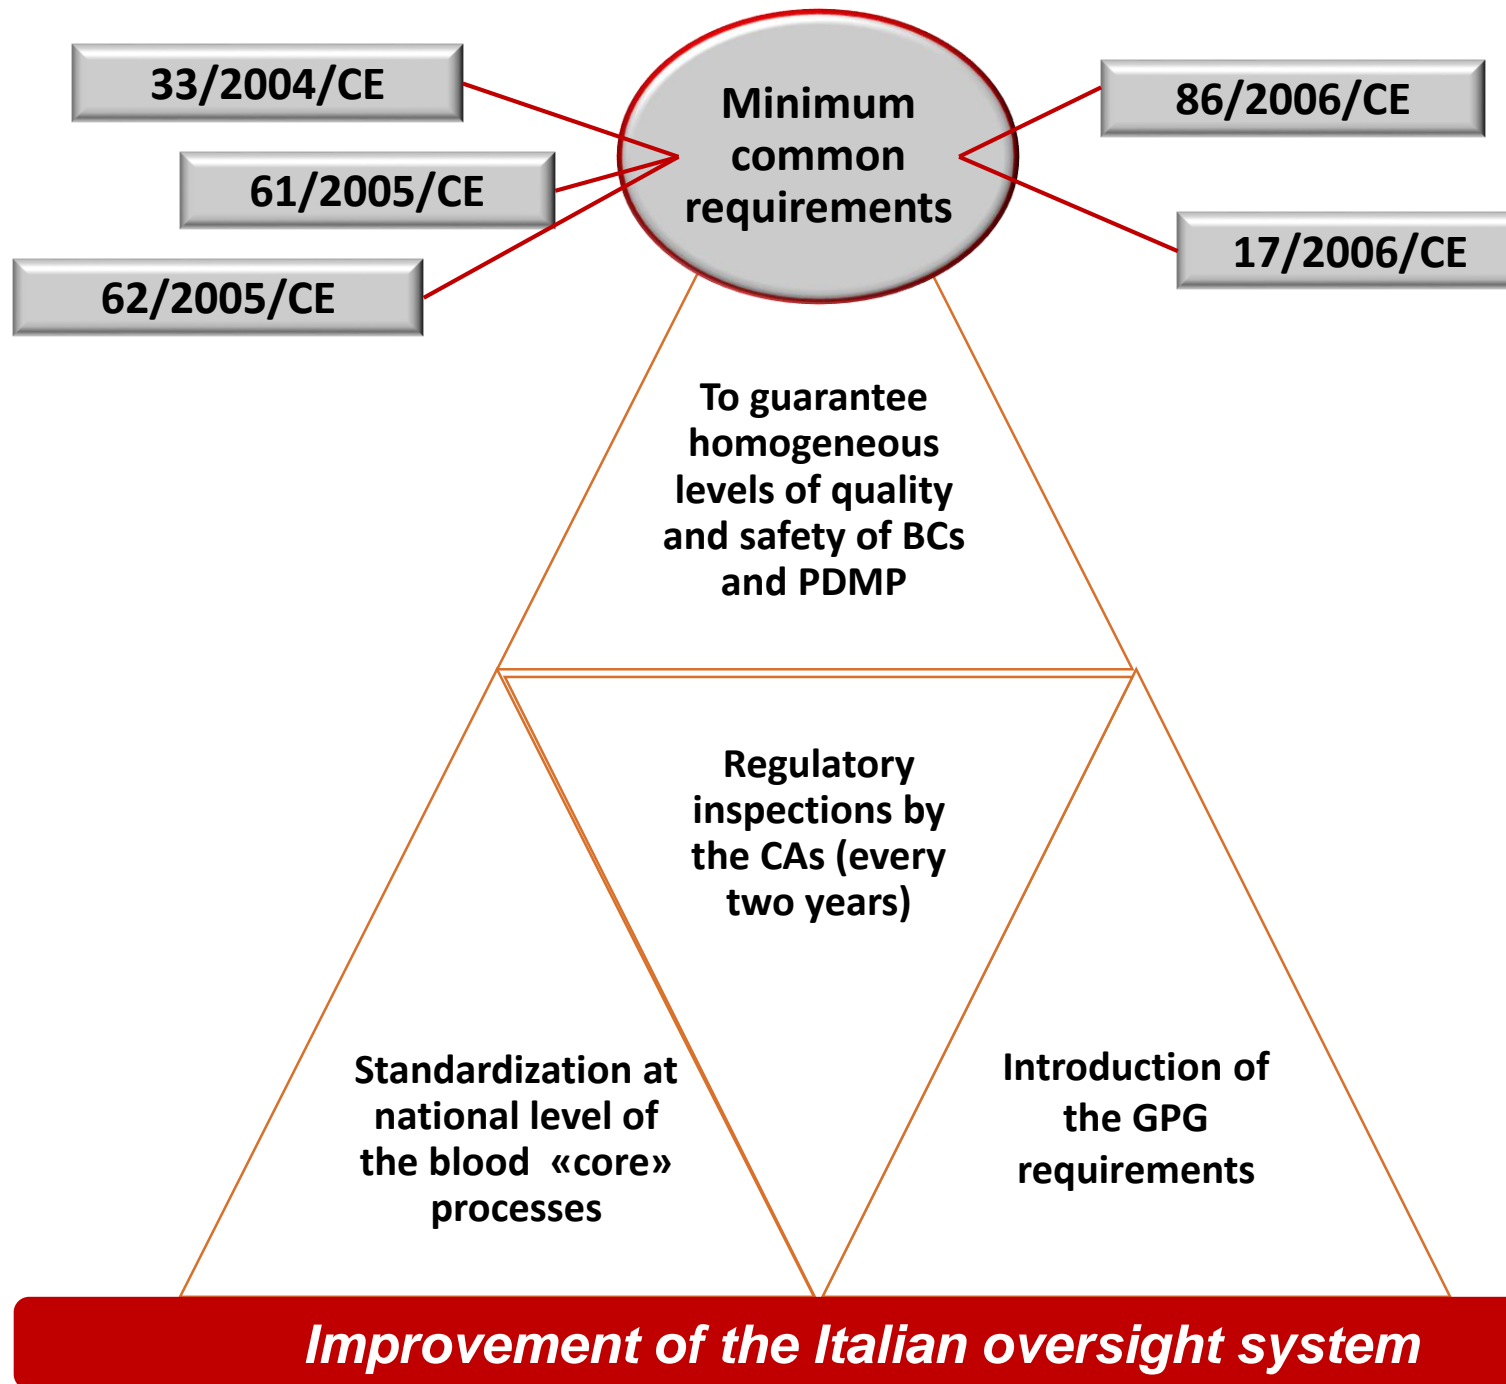 33/2004/CE
61/2005/CE
62/2005/CE
Minimum
common
requirements
86/2006/CE
17/2006/CE
To guarantee
homogeneous
levels of quality
and safety of BCs
and PDMP
Regulatory
inspections by
the CAs (every
two years)
Standardization at
national level of
the blood «core»
processes
Introduction of
the GPG
requirements
Improvement of the Italian oversight system